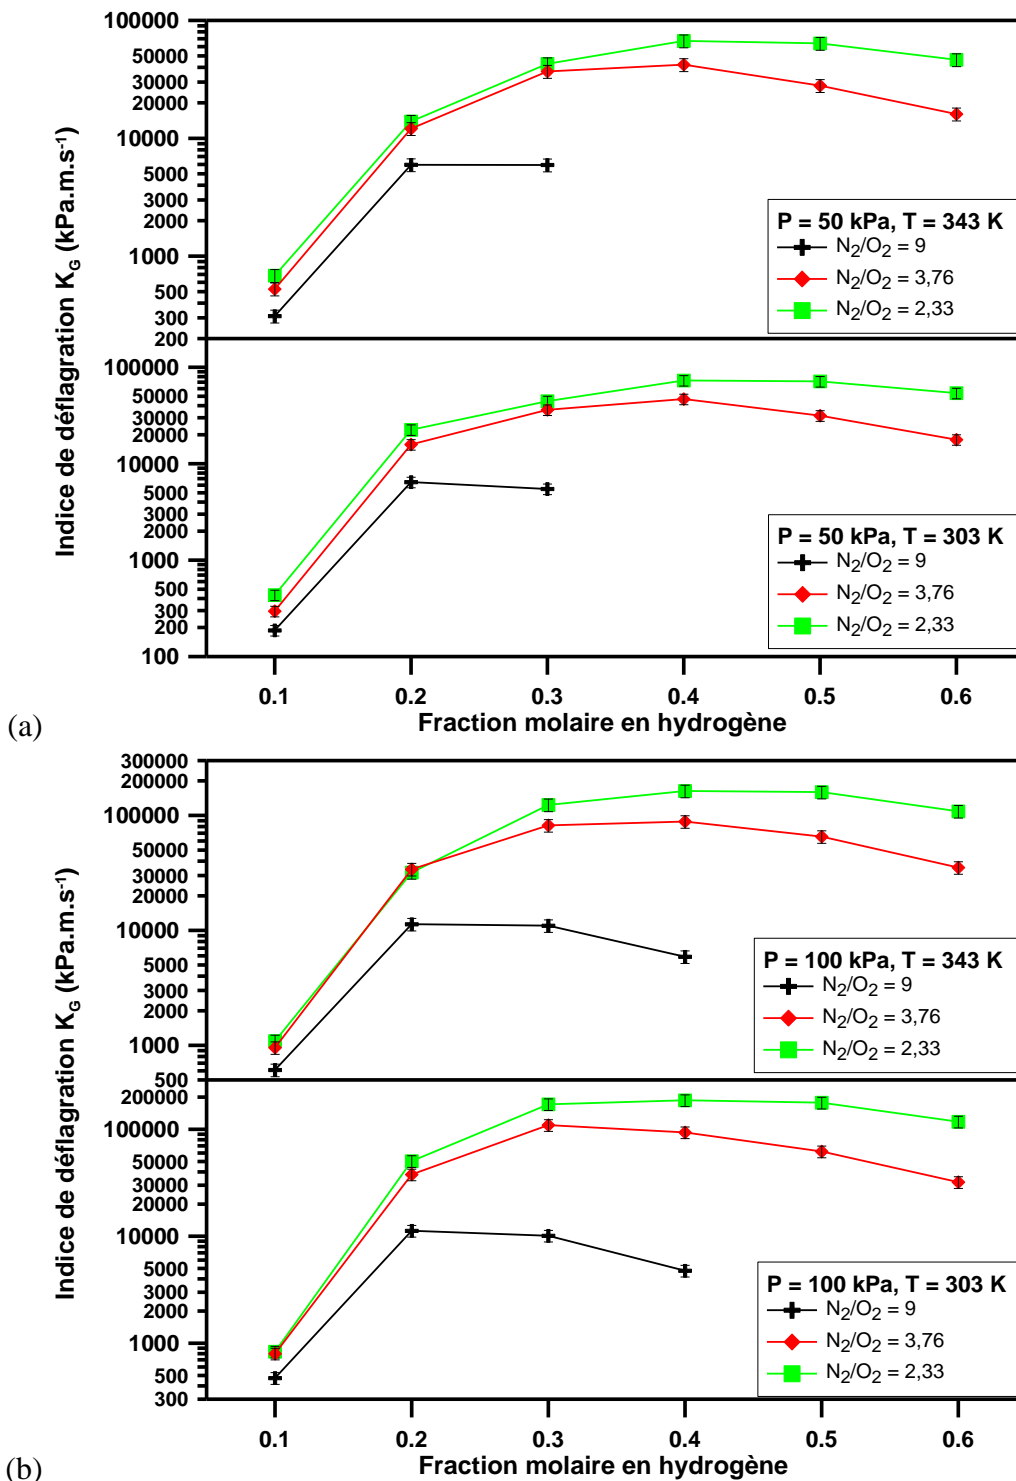 Indice de déflagration K_G (kPa.m.s⁻¹)
100000
50000
30000
20000
10000
5000
3000
2000
1000
500
300
200
P = 50 kPa, T = 343 K
N₂/O₂ = 9
N₂/O₂ = 3,76
N₂/O₂ = 2,33
100000
50000
30000
20000
10000
5000
3000
2000
1000
500
300
200
100
P = 50 kPa, T = 303 K
N₂/O₂ = 9
N₂/O₂ = 3,76
N₂/O₂ = 2,33
0.1 0.2 0.3 0.4 0.5 0.6
Fraction molaire en hydrogène
(a)
Indice de déflagration K_G (kPa.m.s⁻¹)
300000
200000
100000
50000
30000
20000
10000
5000
3000
2000
1000
500
P = 100 kPa, T = 343 K
N₂/O₂ = 9
N₂/O₂ = 3,76
N₂/O₂ = 2,33
200000
100000
50000
30000
20000
10000
5000
3000
2000
1000
500
300
P = 100 kPa, T = 303 K
N₂/O₂ = 9
N₂/O₂ = 3,76
N₂/O₂ = 2,33
0.1 0.2 0.3 0.4 0.5 0.6
Fraction molaire en hydrogène
(b)